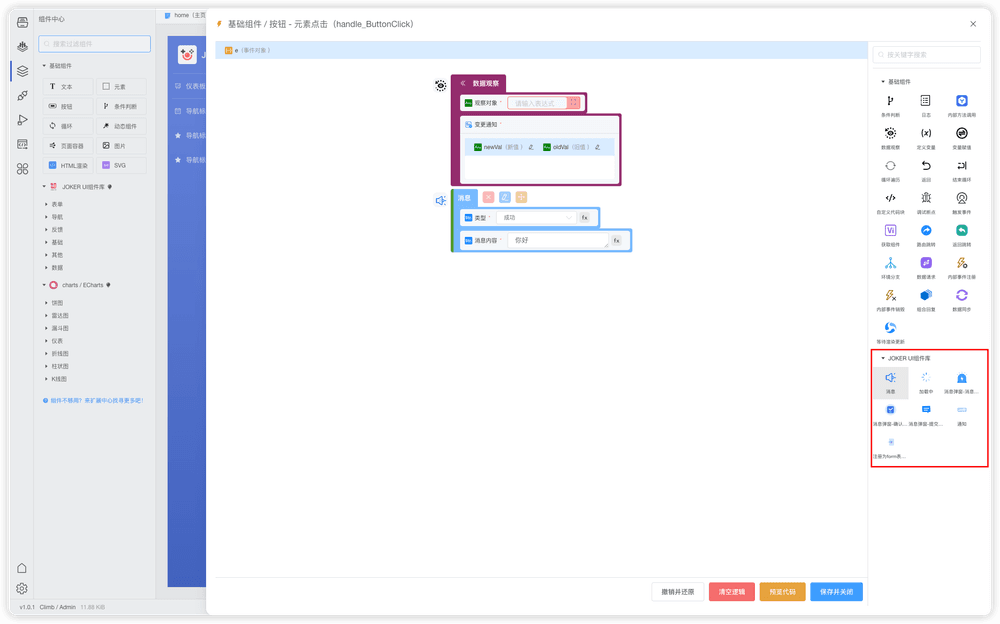 组件中心
搜索过滤组件
基础组件
文本
元素
按钮
条件判断
循环
动态组件
页面容器
图片
HTML渲染
SVG
JOKER UI组件库
表单
导航
反馈
基础
其他
数据
charts / ECharts
饼图
雷达图
漏斗图
仪表
折线图
柱状图
K线图
组件不够用？来扩展中心找寻更多吧!
v1.0.1 Climb / Admin 11.88 KiB
home（主页
J
仪表板
导航标
导航标
导航标
基础组件 / 按钮 - 元素点击（handle_ButtonClick）
e（事件对象）
数据观察
观察对象 *
请输入表达式
变更通知 *
newVal（新值）
oldVal（旧值）
消息
类型 *
成功
fx
消息内容 *
你好
fx
撤销并还原
清空逻辑
预览代码
保存并关闭
按关键字搜索
基础组件
条件判断
日志
内部方法调用
数据观察
定义变量
变量赋值
循环遍历
返回
结束循环
自定义代码块
调试断点
触发事件
获取组件
路由跳转
返回跳转
环境分支
数据请求
内部事件注册
内部事件销毁
组合回复
数据同步
等待渲染更新
JOKER UI组件库
消息
加载中
消息弹窗-消息...
消息弹窗-确认...
消息弹窗-提交...
通知
注册为form表...